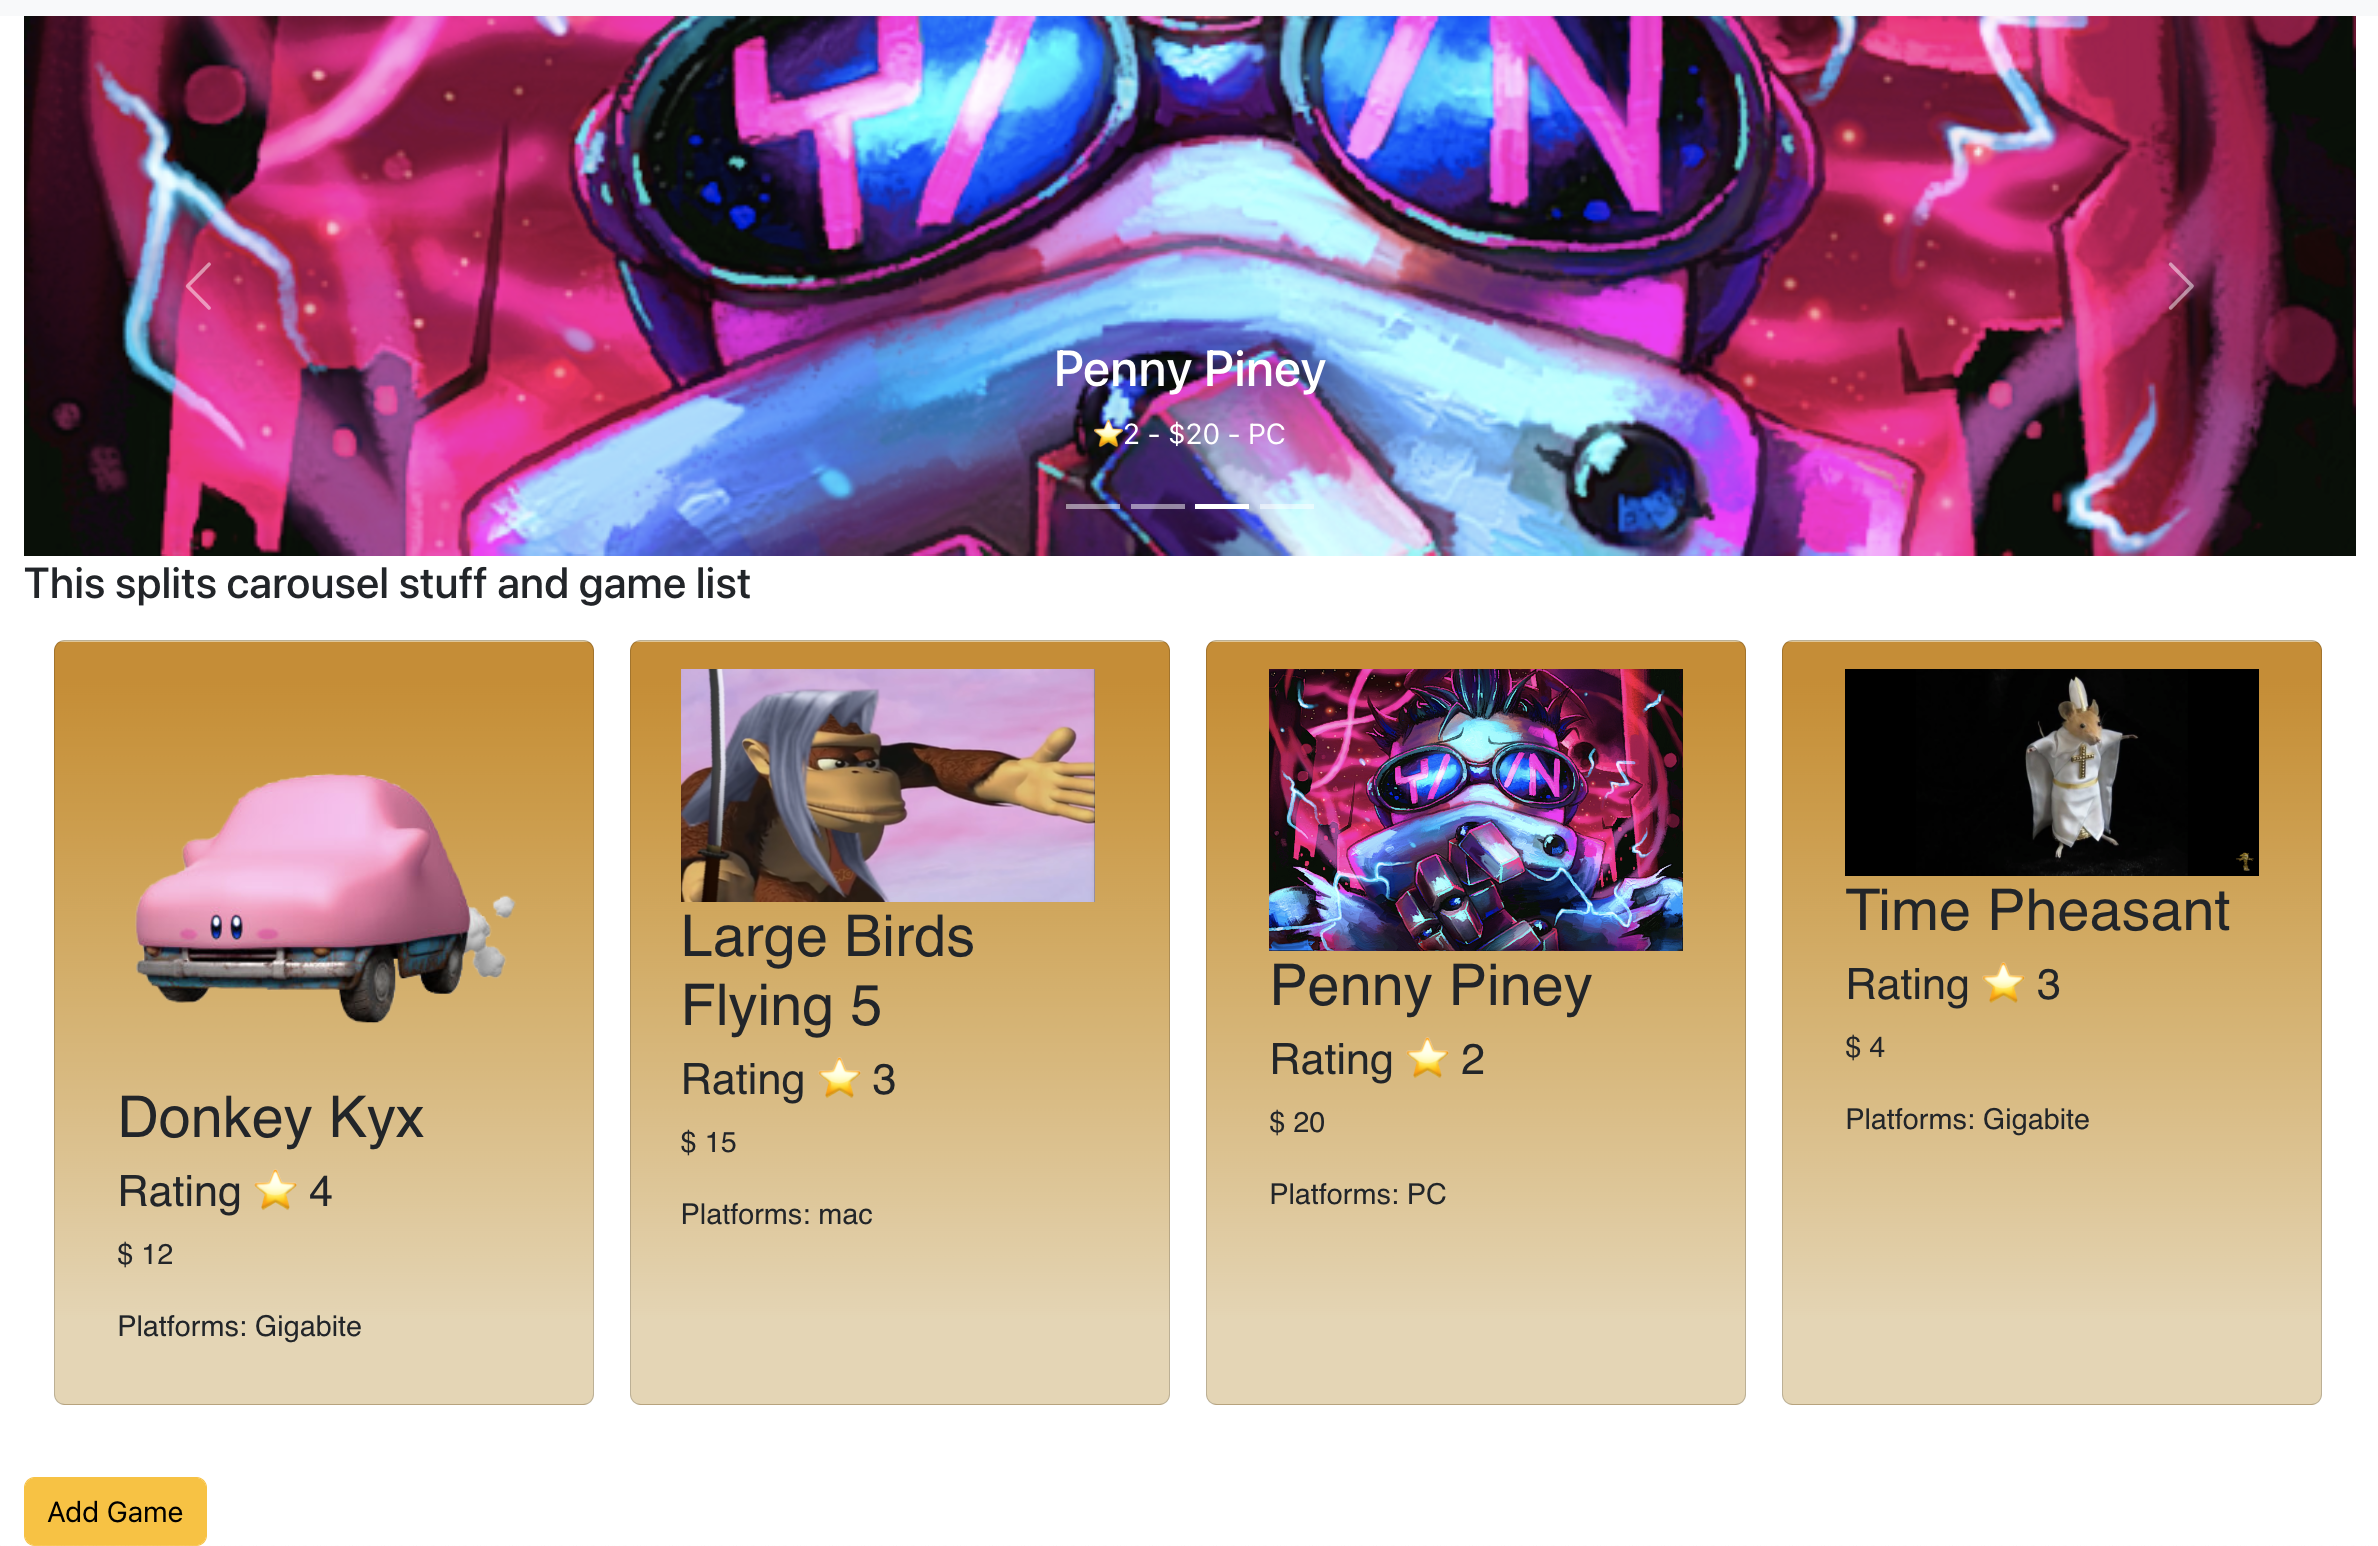 Y/ /N
Penny Piney
⭐2 - $20 - PC
This splits carousel stuff and game list
Donkey Kyx
Rating ⭐ 4
$ 12
Platforms: Gigabite
Large Birds
Flying 5
Rating ⭐ 3
$ 15
Platforms: mac
Y/ /N
Penny Piney
Rating ⭐ 2
$ 20
Platforms: PC
Time Pheasant
Rating ⭐ 3
$ 4
Platforms: Gigabite
Add Game